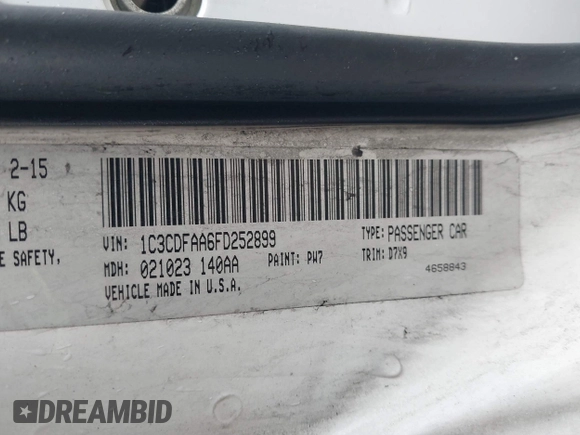 2-15
KG
LB
E SAFETY,
VIN: 1C3CDFAA6FD252899 TYPE: PASSENGER CAR
MDH: 021023 140AA PAINT: PW7 TRIM: D7X9
VEHICLE MADE IN U.S.A. 4658843
DREAMBID